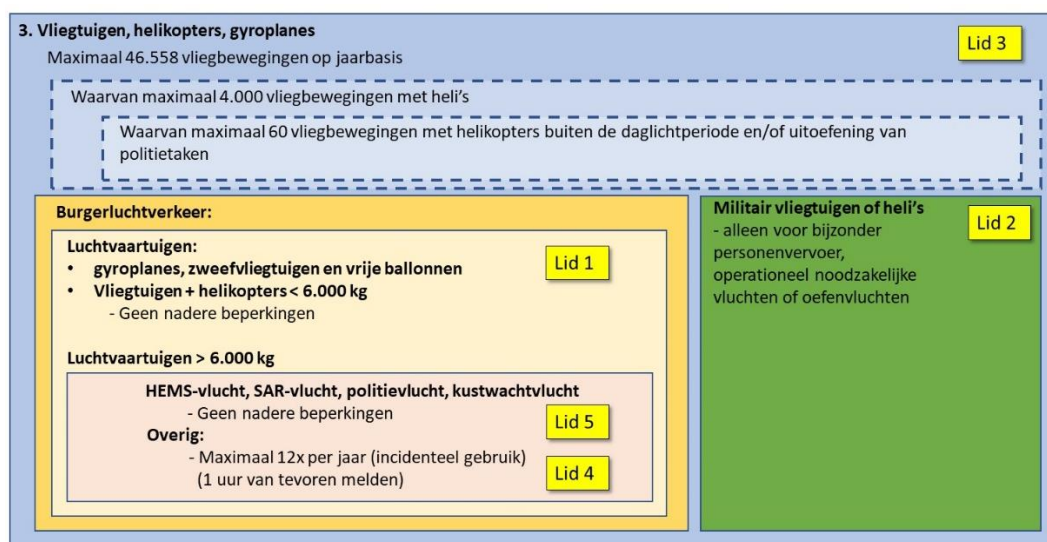 3. Vliegtuigen, helikopters, gyroplanes
Lid 3
Maximaal 46.558 vliegbewegingen op jaarbasis
Waarvan maximaal 4.000 vliegbewegingen met heli's
Waarvan maximaal 60 vliegbewegingen met helikopters buiten de daglichtperiode en/of uitoefening van
politietaken
Burgerluchtverkeer:
Luchtvaartuigen:
Lid 1
• gyroplanes, zweefvliegtuigen en vrije ballonnen
• Vliegtuigen + helikopters < 6.000 kg
- Geen nadere beperkingen
Luchtvaartuigen > 6.000 kg
HEMS-vlucht, SAR-vlucht, politievlucht, kustwachtvlucht
- Geen nadere beperkingen
Lid 5
Overig:
- Maximaal 12x per jaar (incidenteel gebruik)
(1 uur van tevoren melden)
Lid 4
Militair vliegtuigen of heli's
Lid 2
- alleen voor bijzonder
personenvervoer,
operationeel noodzakelijke
vluchten of oefenvluchten